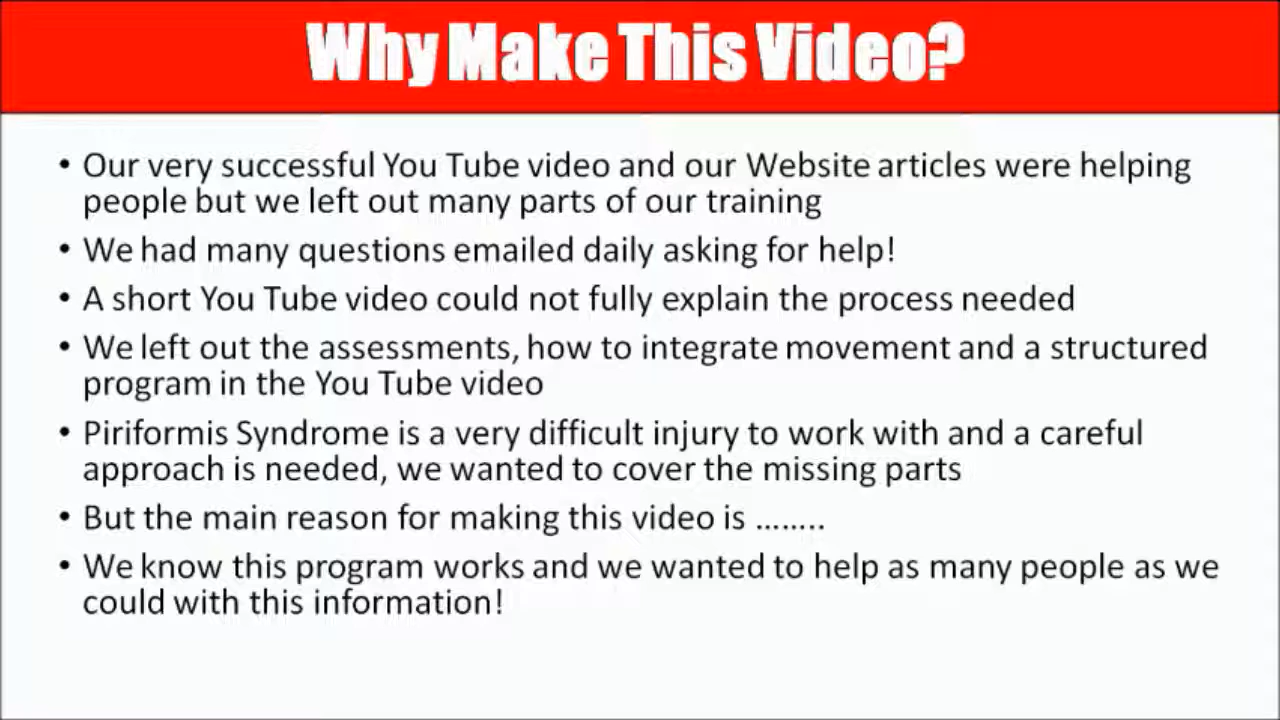 Why Make This Video?
• Our very successful You Tube video and our Website articles were helping
people but we left out many parts of our training
• We had many questions emailed daily asking for help!
• A short You Tube video could not fully explain the process needed
• We left out the assessments, how to integrate movement and a structured
program in the You Tube video
• Piriformis Syndrome is a very difficult injury to work with and a careful
approach is needed, we wanted to cover the missing parts
• But the main reason for making this video is ........
• We know this program works and we wanted to help as many people as we
could with this information!